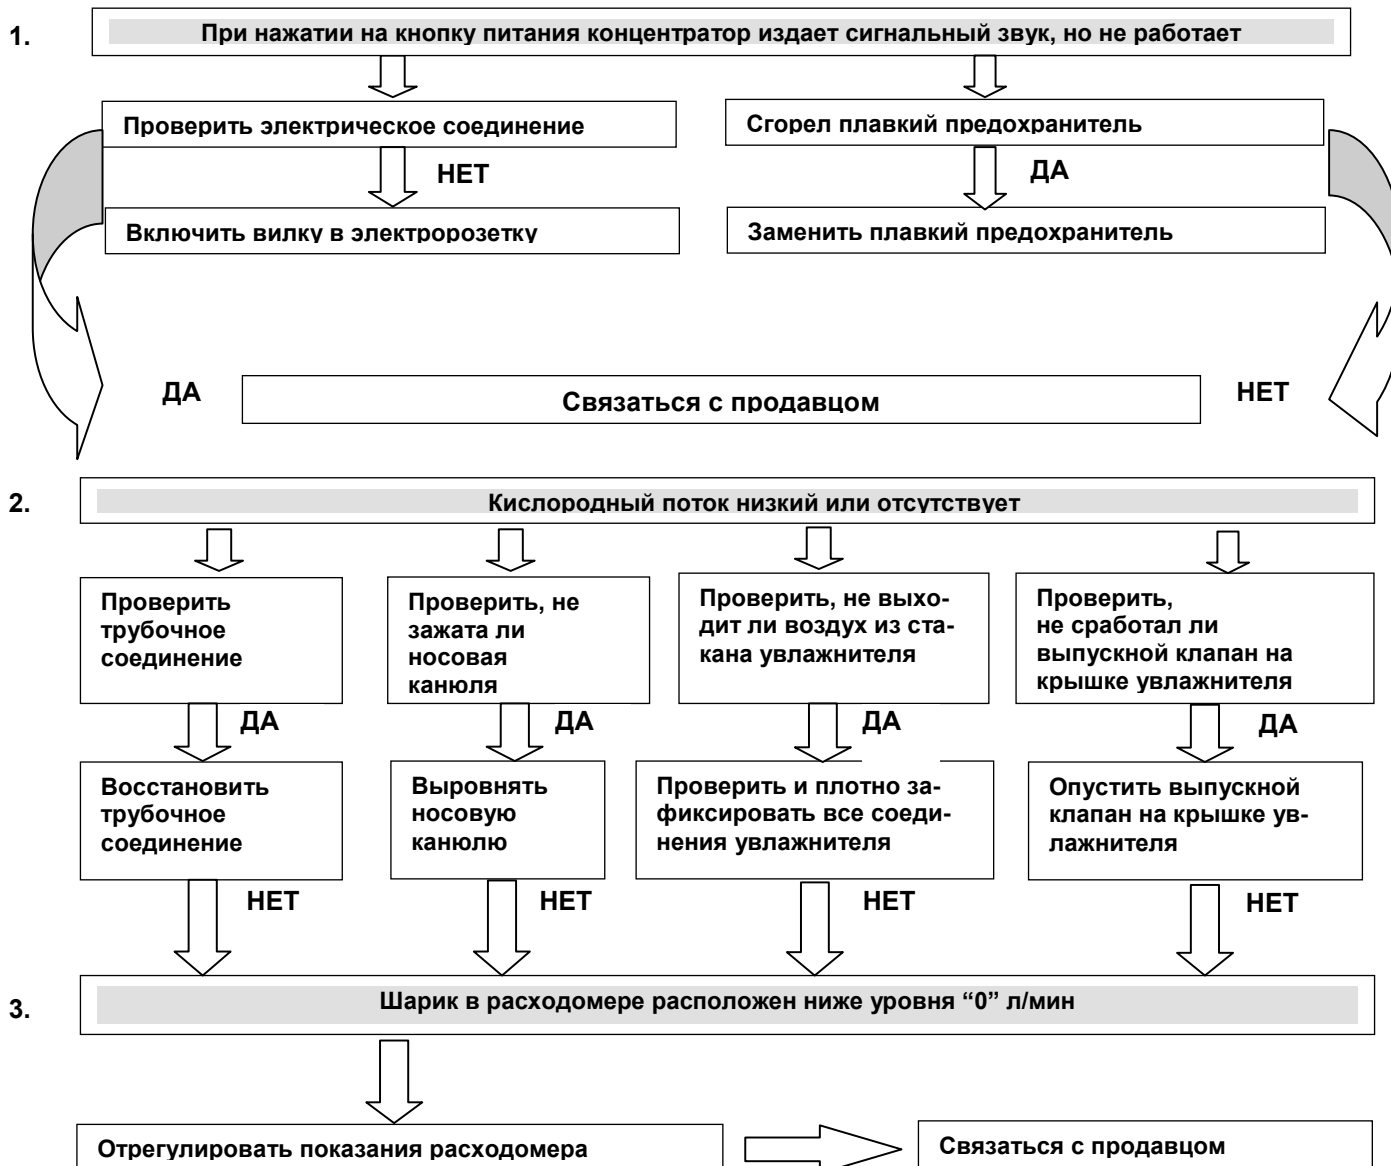 1.
При нажатии на кнопку питания концентратор издает сигнальный звук, но не работает
Проверить электрическое соединение
Сгорел плавкий предохранитель
НЕТ
ДА
Включить вилку в электророзетку
Заменить плавкий предохранитель
ДА
Связаться с продавцом
НЕТ
2.
Кислородный поток низкий или отсутствует
Проверить
трубочное
соединение
Проверить, не
зажата ли
носовая
канюля
Проверить, не выхо-
дит ли воздух из ста-
кана увлажнителя
Проверить,
не сработал ли
выпускной клапан на
крышке увлажнителя
ДА
ДА
ДА
ДА
Восстановить
трубочное
соединение
Выровнять
носовую
канюлю
Проверить и плотно за-
фиксировать все соеди-
нения увлажнителя
Опустить выпускной
клапан на крышке ув-
лажнителя
НЕТ
НЕТ
НЕТ
НЕТ
3.
Шарик в расходомере расположен ниже уровня “0” л/мин
Отрегулировать показания расходомера
Связаться с продавцом